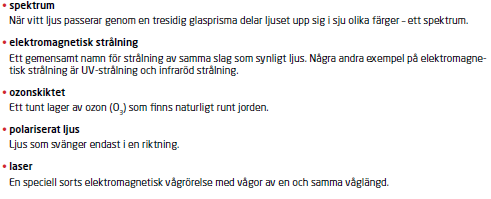 • spektrum
När vitt ljus passerar genom en tresidig glasprisma delar ljuset upp sig i sju olika färger – ett spektrum.
• elektromagnetisk strålning
Ett gemensamt namn för strålning av samma slag som synligt ljus. Några andra exempel på elektromagne-
tisk strålning är UV-strålning och infraröd strålning.
• ozonskiktet
Ett tunt lager av ozon (O₃) som finns naturligt runt jorden.
• polariserat ljus
Ljus som svänger endast i en riktning.
• laser
En speciell sorts elektromagnetisk vågrörelse med vågor av en och samma våglängd.